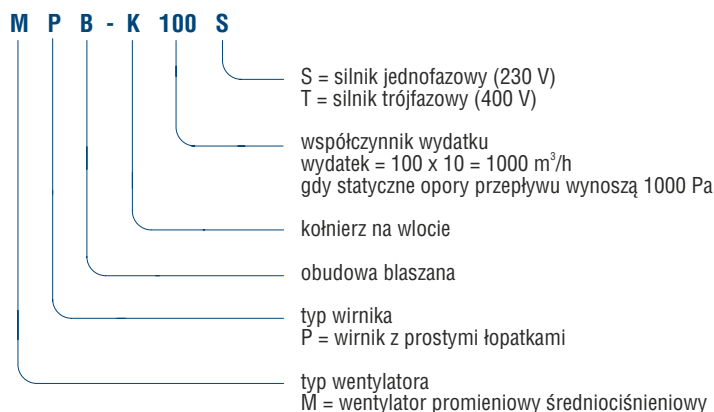 M P B - K 100 S
S = silnik jednofazowy (230 V)
T = silnik trójfazowy (400 V)
współczynnik wydatku
wydatek = 100 x 10 = 1000 m³/h
gdy statyczne opory przepływu wynoszą 1000 Pa
kołnierz na wlocie
obudowa blaszana
typ wirnika
P = wirnik z prostymi łopatkami
typ wentylatora
M = wentylator promieniowy średniociśnieniowy